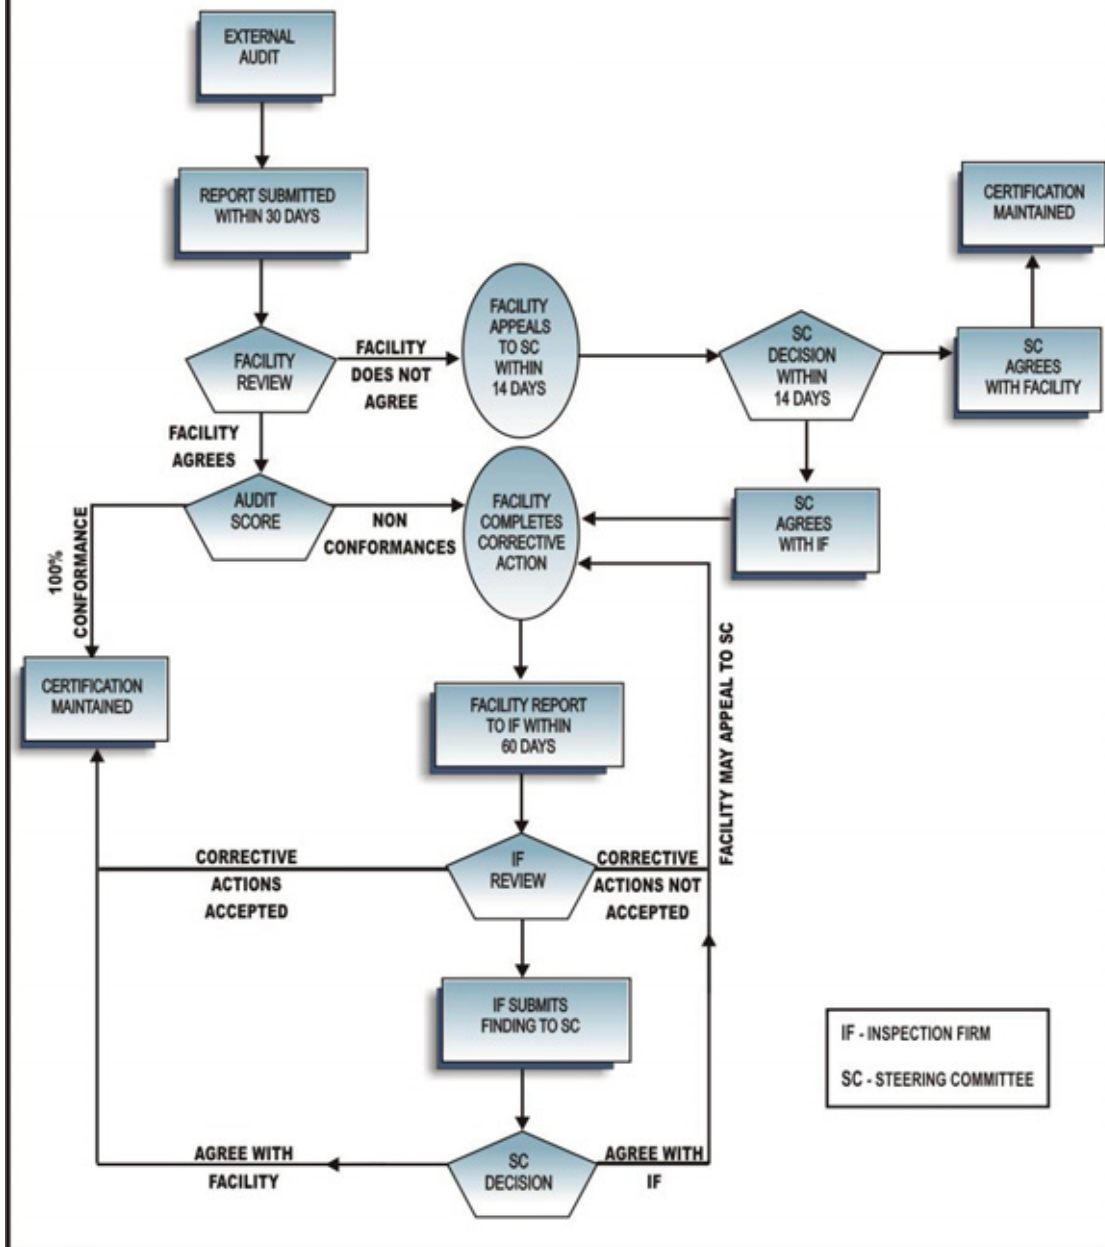 EXTERNAL
AUDIT
REPORT SUBMITTED
WITHIN 30 DAYS
CERTIFICATION
MAINTAINED
FACILITY
REVIEW
FACILITY
DOES NOT
AGREE
FACILITY
APPEALS
TO SC
WITHIN
14 DAYS
SC
DECISION
WITHIN
14 DAYS
SC
AGREES
WITH FACILITY
FACILITY
AGREES
AUDIT
SCORE
NON
CONFORMANCES
FACILITY
COMPLETES
CORRECTIVE
ACTION
SC
AGREES
WITH IF
100%
CONFORMANCE
CERTIFICATION
MAINTAINED
FACILITY REPORT
TO IF WITHIN
60 DAYS
FACILITY MAY APPEAL TO SC
CORRECTIVE
ACTIONS
ACCEPTED
IF
REVIEW
CORRECTIVE
ACTIONS NOT
ACCEPTED
IF SUBMITS
FINDING TO SC
IF - INSPECTION FIRM
SC - STEERING COMMITTEE
AGREE WITH
FACILITY
SC
DECISION
AGREE WITH
IF